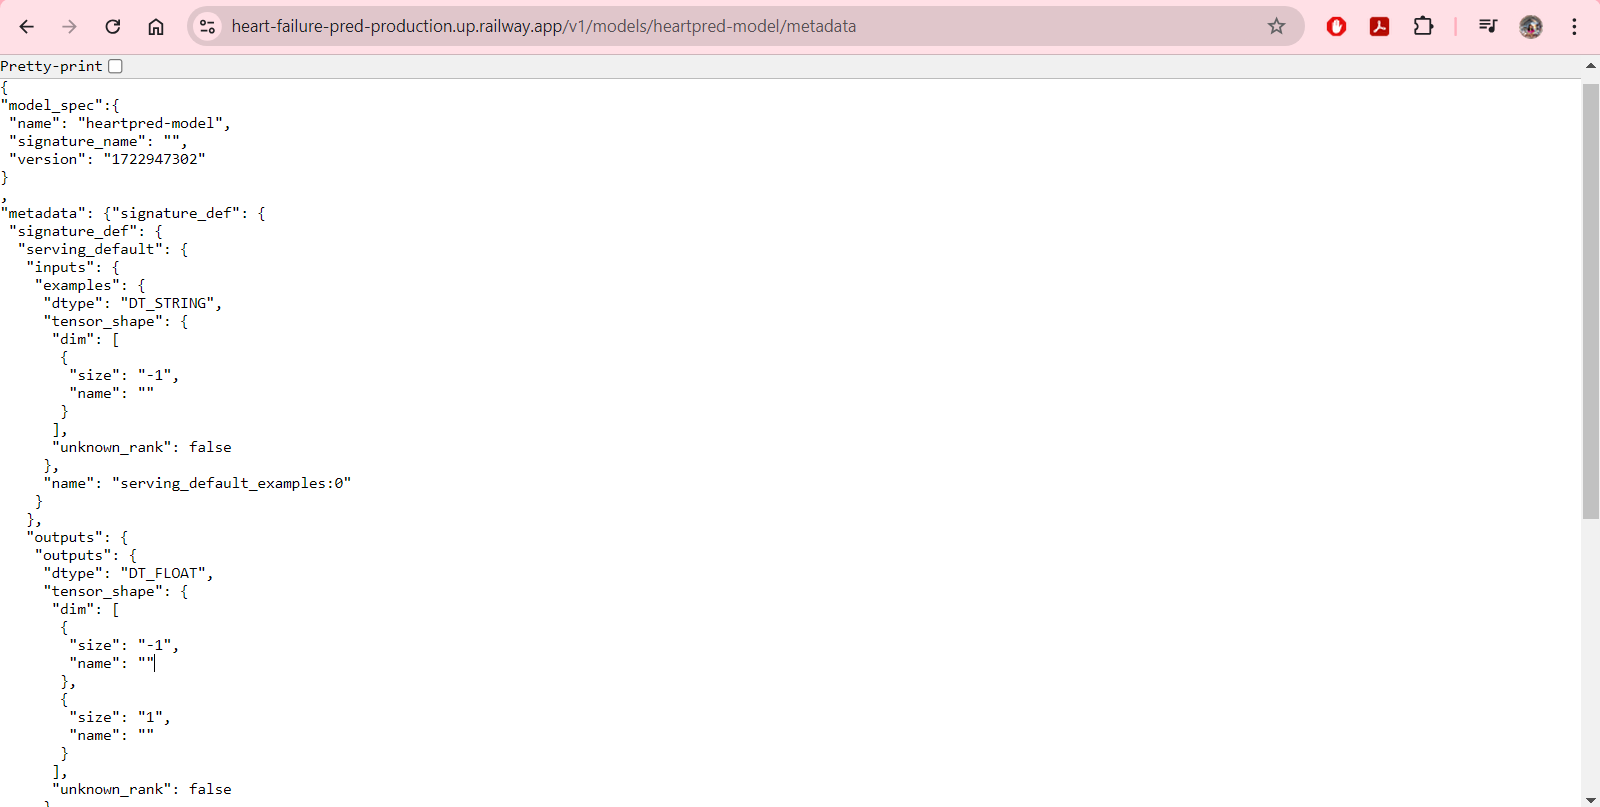 heart-failure-pred-production.up.railway.app/v1/models/heartpred-model/metadata
Pretty-print
{
"model_spec":{
 "name": "heartpred-model",
 "signature_name": "",
 "version": "1722947302"
}
,
"metadata": {"signature_def": {
 "signature_def": {
  "serving_default": {
   "inputs": {
    "examples": {
     "dtype": "DT_STRING",
     "tensor_shape": {
      "dim": [
       {
        "size": "-1",
        "name": ""
       }
      ],
      "unknown_rank": false
     },
     "name": "serving_default_examples:0"
    }
   },
   "outputs": {
    "outputs": {
     "dtype": "DT_FLOAT",
     "tensor_shape": {
      "dim": [
       {
        "size": "-1",
        "name": ""
       },
       {
        "size": "1",
        "name": ""
       }
      ],
      "unknown_rank": false
     }